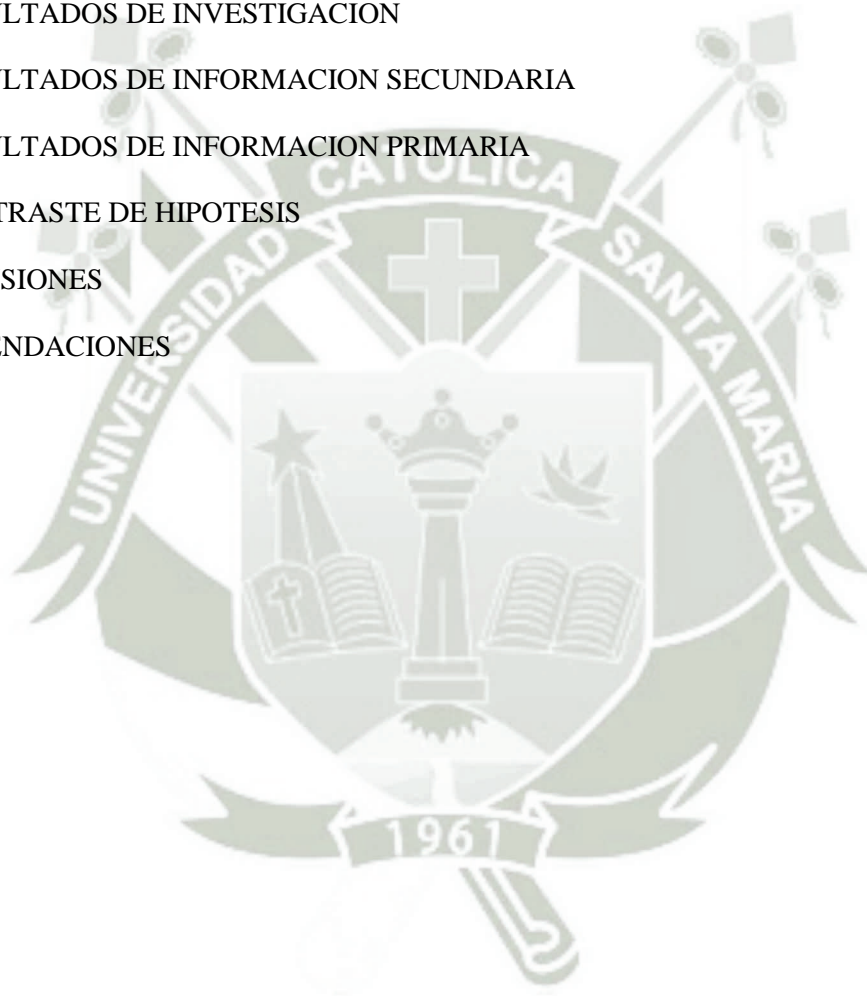 LTADOS DE INVESTIGACION
LTADOS DE INFORMACION SECUNDARIA
LTADOS DE INFORMACION PRIMARIA
TRASTE DE HIPOTESIS
SIONES
ENDACIONES
UNIVERSIDAD CATOLICA SANTA MARIA
1961